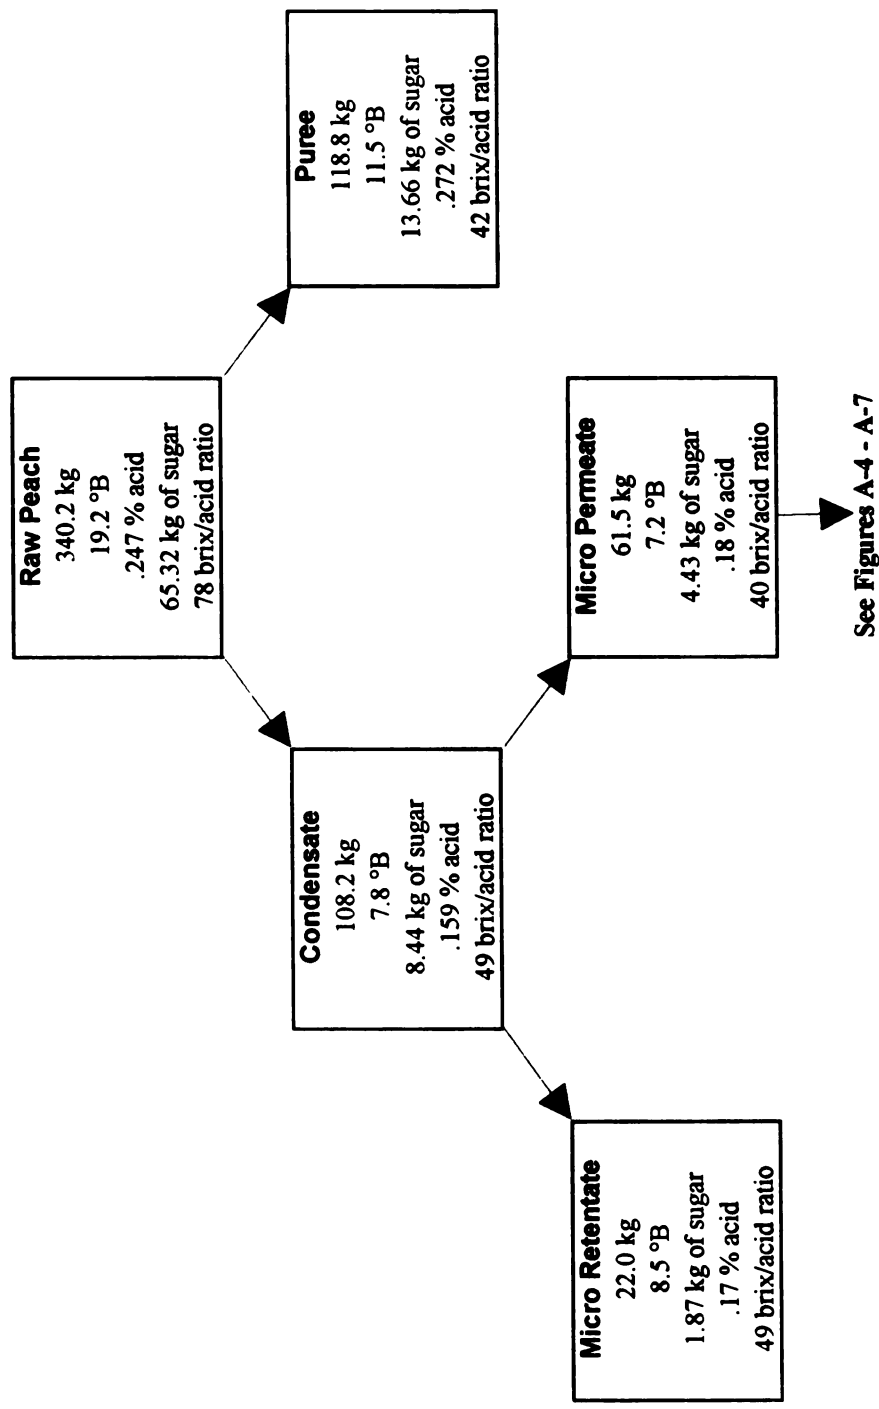 Raw Peach
340.2 kg
19.2 °B
.247 % acid
65.32 kg of sugar
78 brix/acid ratio
Condensate
108.2 kg
7.8 °B
8.44 kg of sugar
.159 % acid
49 brix/acid ratio
Puree
118.8 kg
11.5 °B
13.66 kg of sugar
.272 % acid
42 brix/acid ratio
Micro Retentate
22.0 kg
8.5 °B
1.87 kg of sugar
.17 % acid
49 brix/acid ratio
Micro Permeate
61.5 kg
7.2 °B
4.43 kg of sugar
.18 % acid
40 brix/acid ratio
See Figures A-4 - A-7